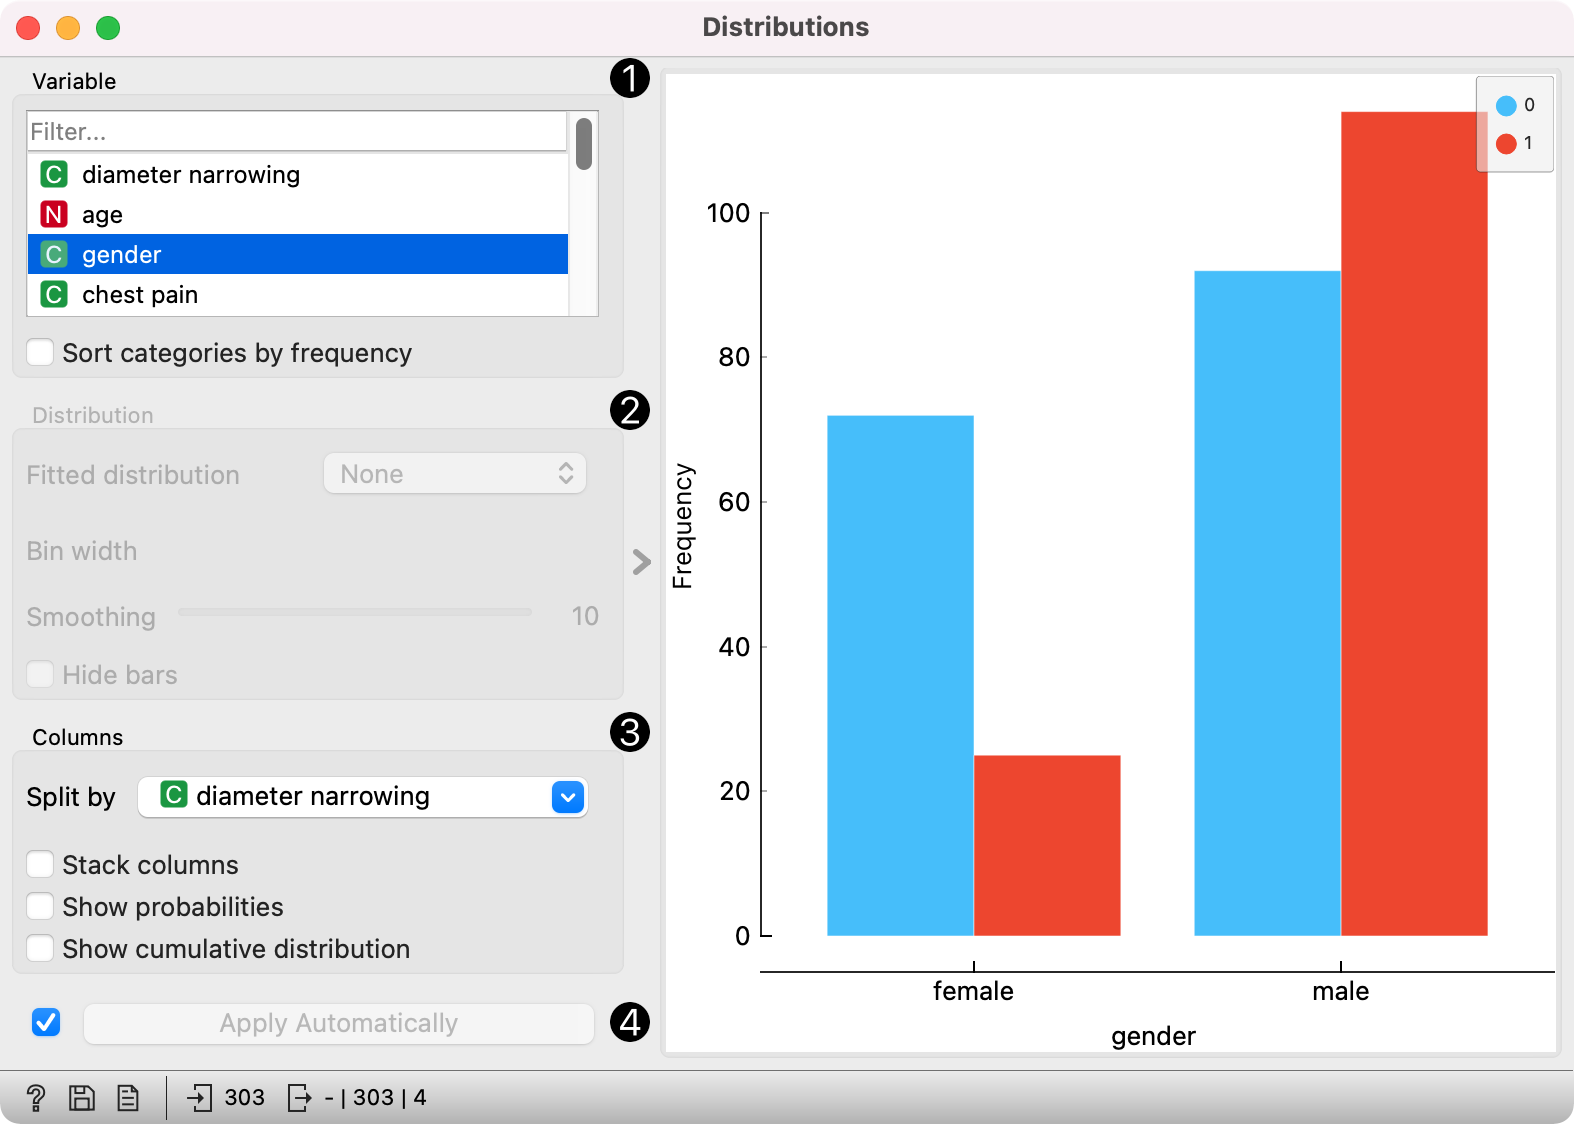 Distributions
Variable
1
Filter...
C diameter narrowing
N age
C gender
C chest pain
Sort categories by frequency
Distribution
2
Fitted distribution None
Bin width
Smoothing 10
Hide bars
Columns
3
Split by C diameter narrowing
Stack columns
Show probabilities
Show cumulative distribution
Apply Automatically
4
? 303 - | 303 | 4
0
1
100
80
60
40
20
0
Frequency
female male
gender